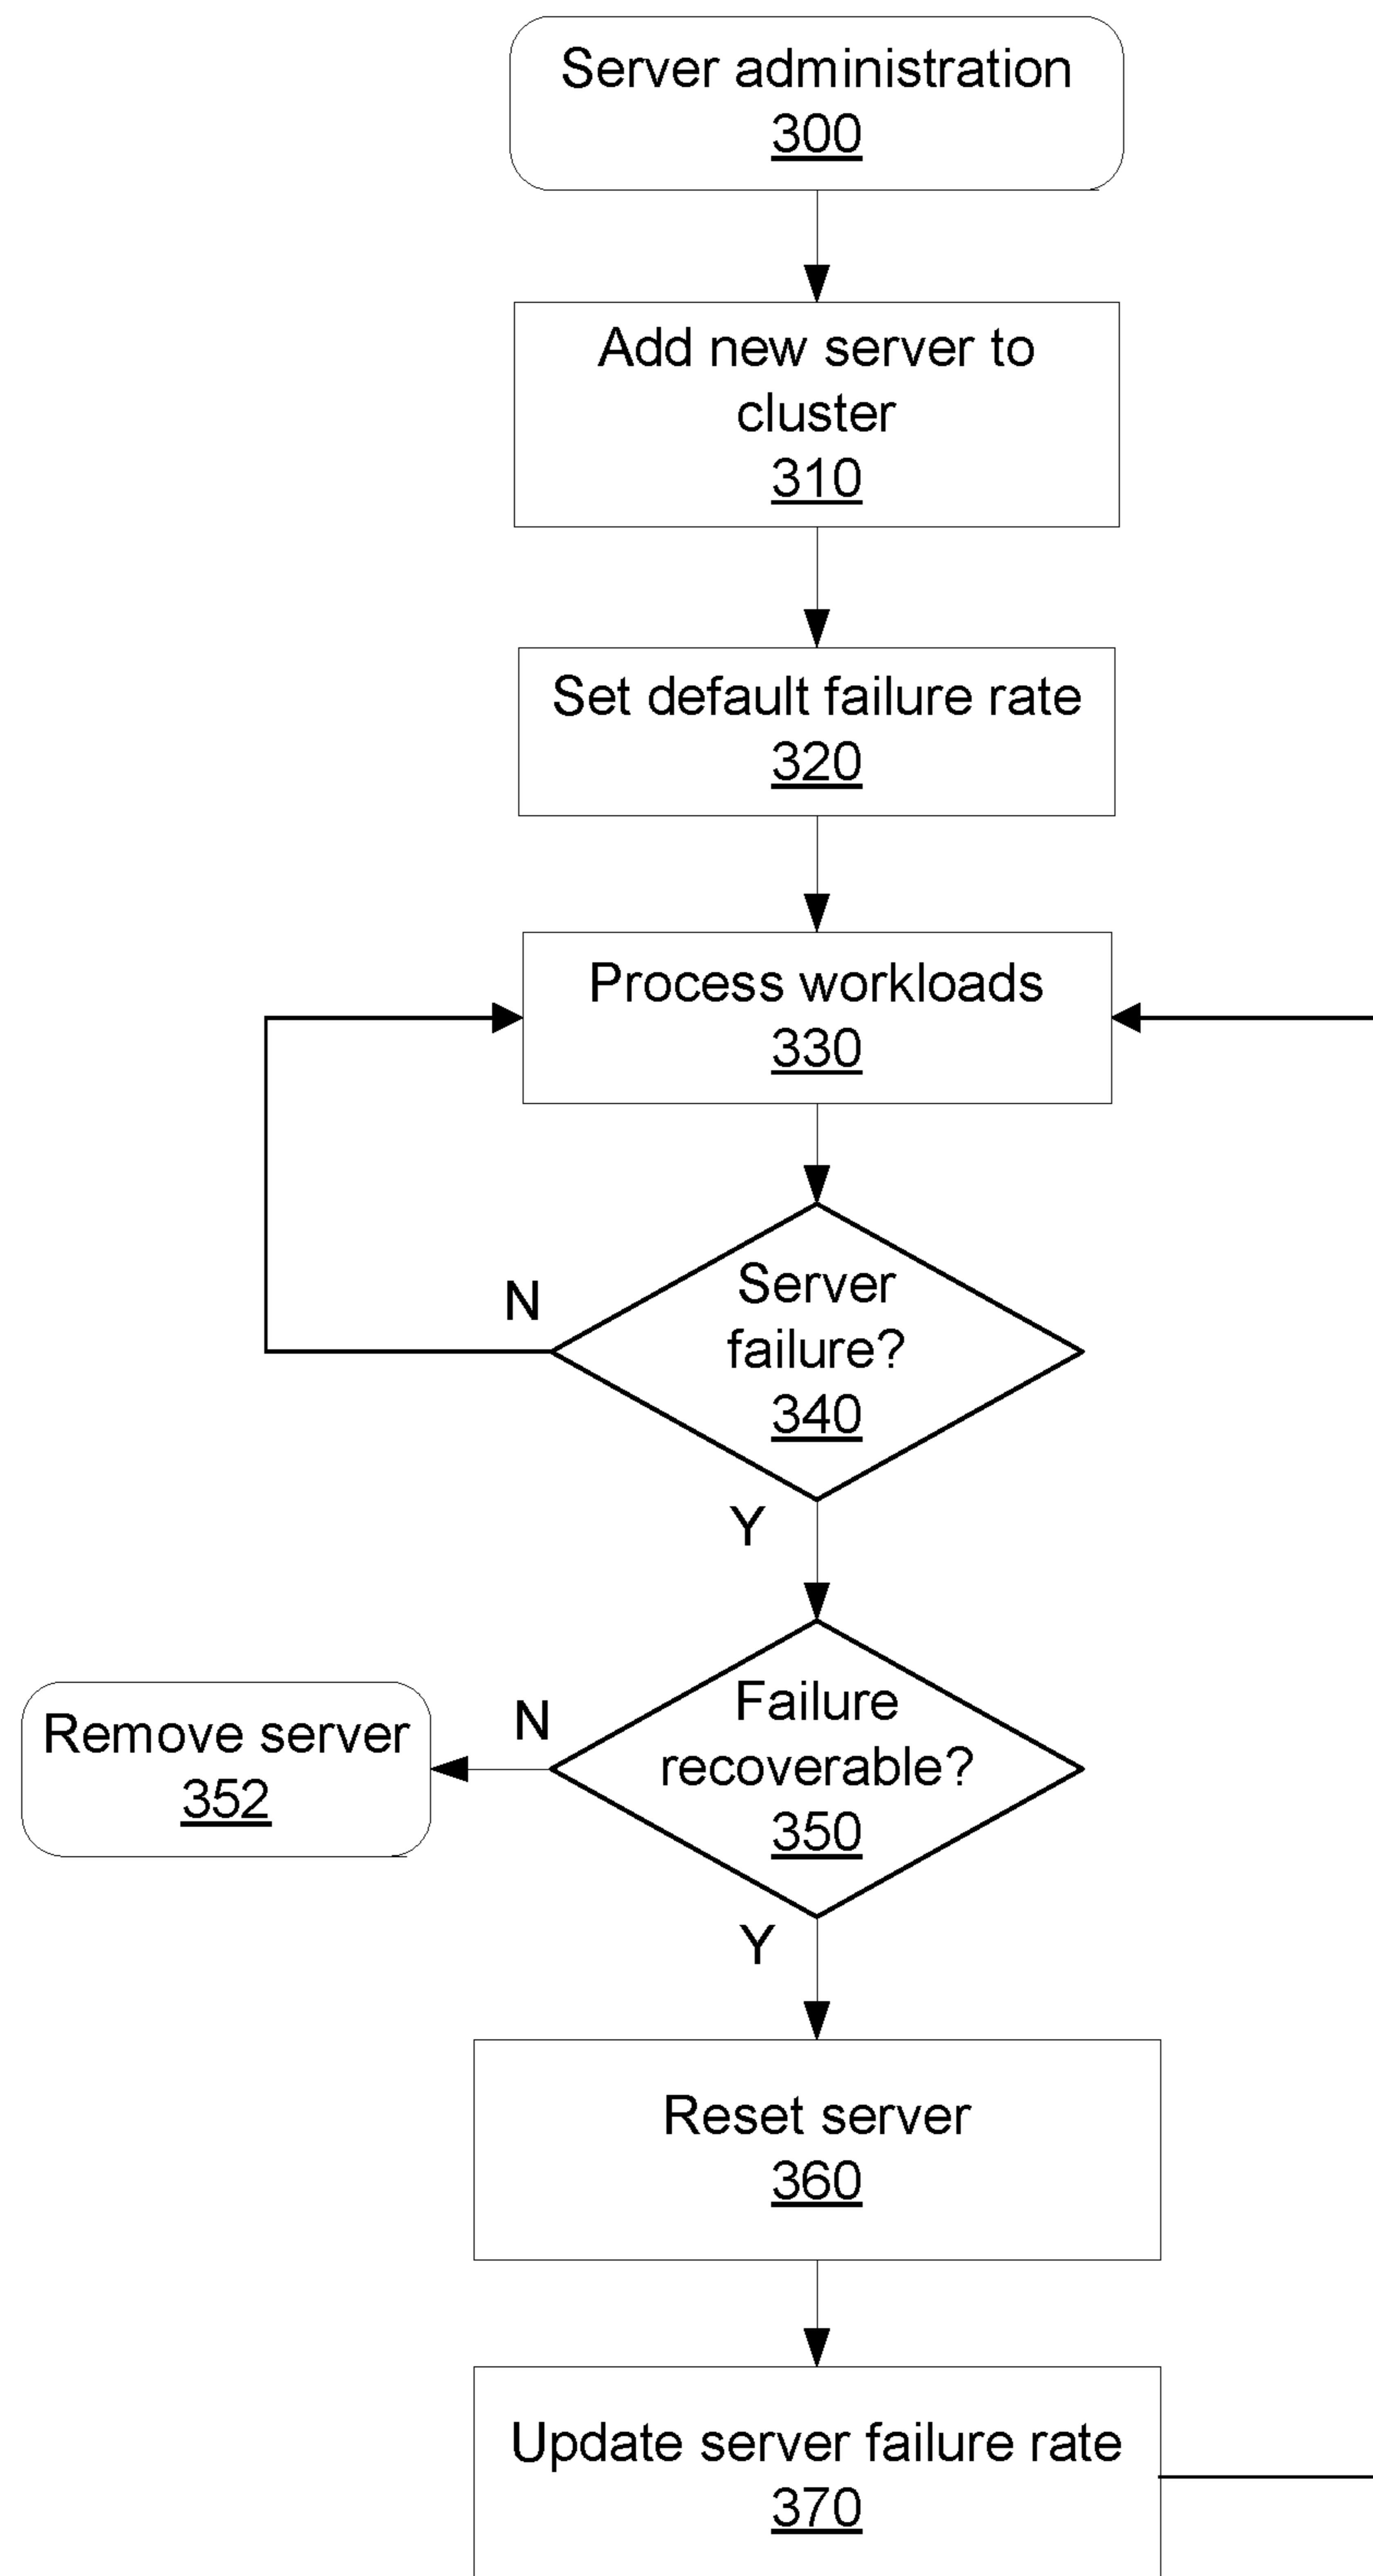 Server administration
300
Add new server to
cluster
310
Set default failure rate
320
Process workloads
330
N
Server
failure?
340
Y
Remove server
352
N
Failure
recoverable?
350
Y
Reset server
360
Update server failure rate
370